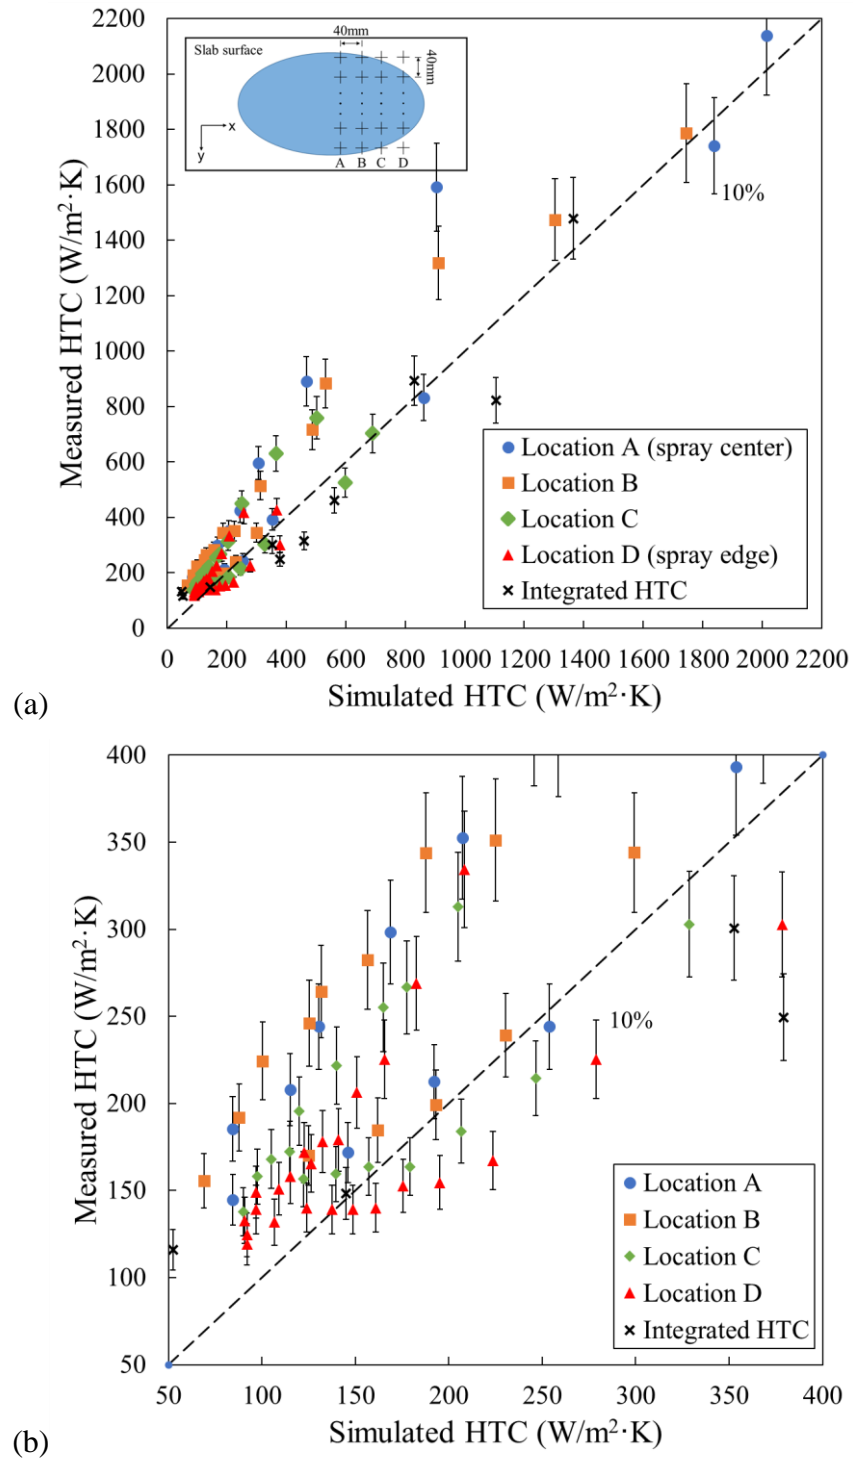 2200
2000
1800
1600
1400
1200
1000
800
600
400
200
0
Measured HTC (W/m²·K)
Slab surface
40mm
40mm
x
y
A B C D
10%
Location A (spray center)
Location B
Location C
Location D (spray edge)
Integrated HTC
0 200 400 600 800 1000 1200 1400 1600 1800 2000 2200
Simulated HTC (W/m²·K)
(a)
400
350
300
250
200
150
100
50
Measured HTC (W/m²·K)
10%
Location A
Location B
Location C
Location D
Integrated HTC
50 100 150 200 250 300 350 400
Simulated HTC (W/m²·K)
(b)